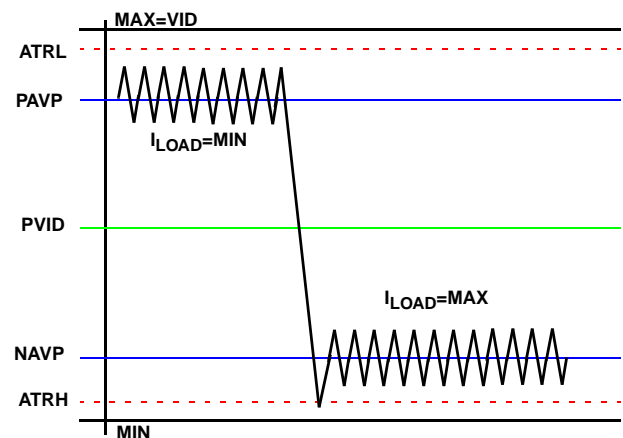 MAX=VID
ATRL
PAVP
ILOAD=MIN
PVID
ILOAD=MAX
NAVP
ATRH
MIN